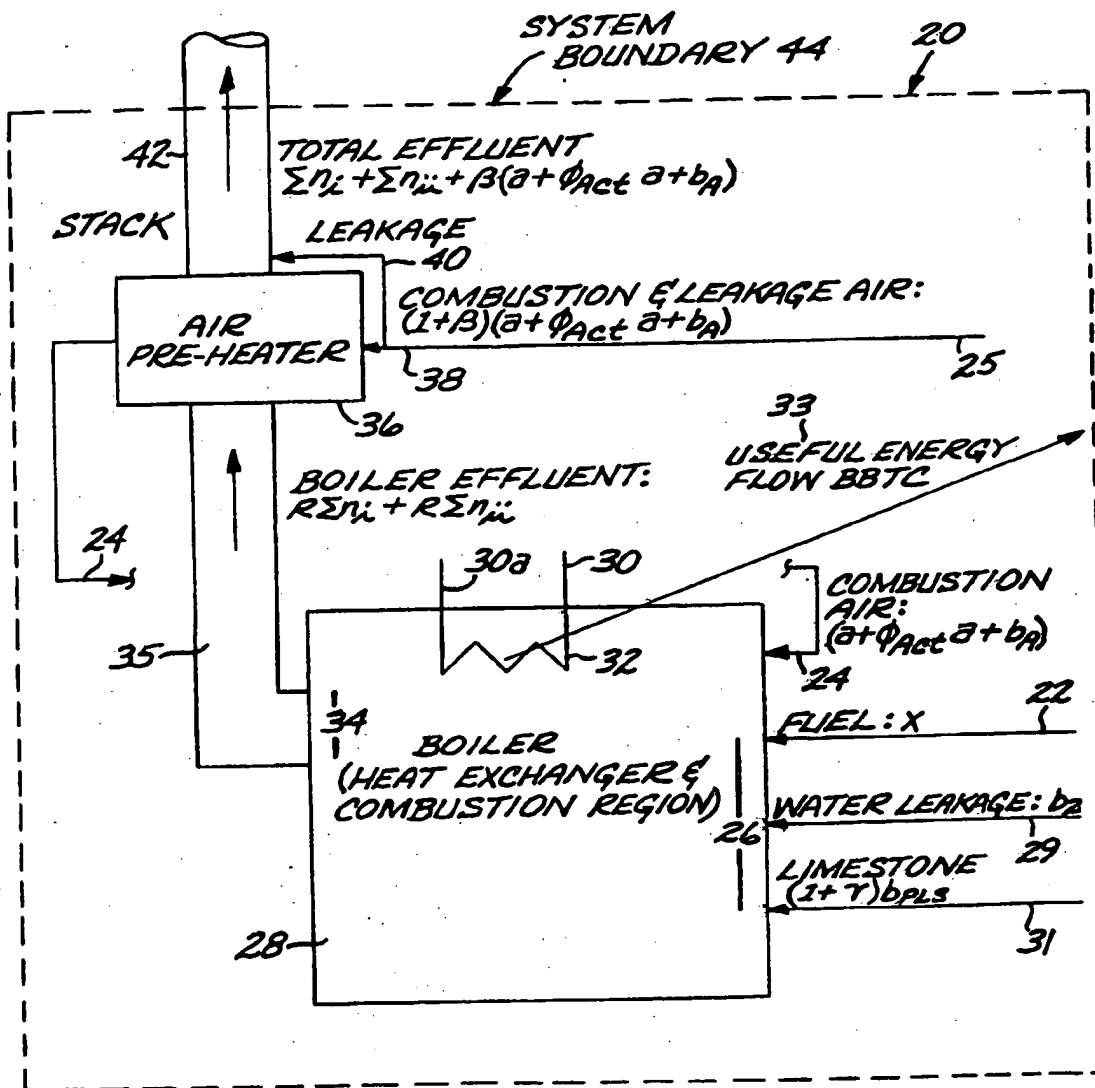 SYSTEM
BOUNDARY 44
20
42
TOTAL EFFLUENT
Σnᵢ + Σnᵢᵢ + β(a+ϕAct a+bA)
STACK
LEAKAGE
40
COMBUSTION & LEAKAGE AIR:
(1+β)(a+ϕAct a+bA)
AIR
PRE-HEATER
38
25
36
33
USEFUL ENERGY
FLOW BBTC
BOILER EFFLUENT:
RΣnᵢ + RΣnᵢᵢ
24
30a
30
COMBUSTION
AIR:
(a+ϕAct a+bA)
35
32
24
34
22
FUEL: X
BOILER
(HEAT EXCHANGER &
COMBUSTION REGION)
WATER LEAKAGE: bZ
26
29
LIMESTONE
(1+γ)bPLS
28
31